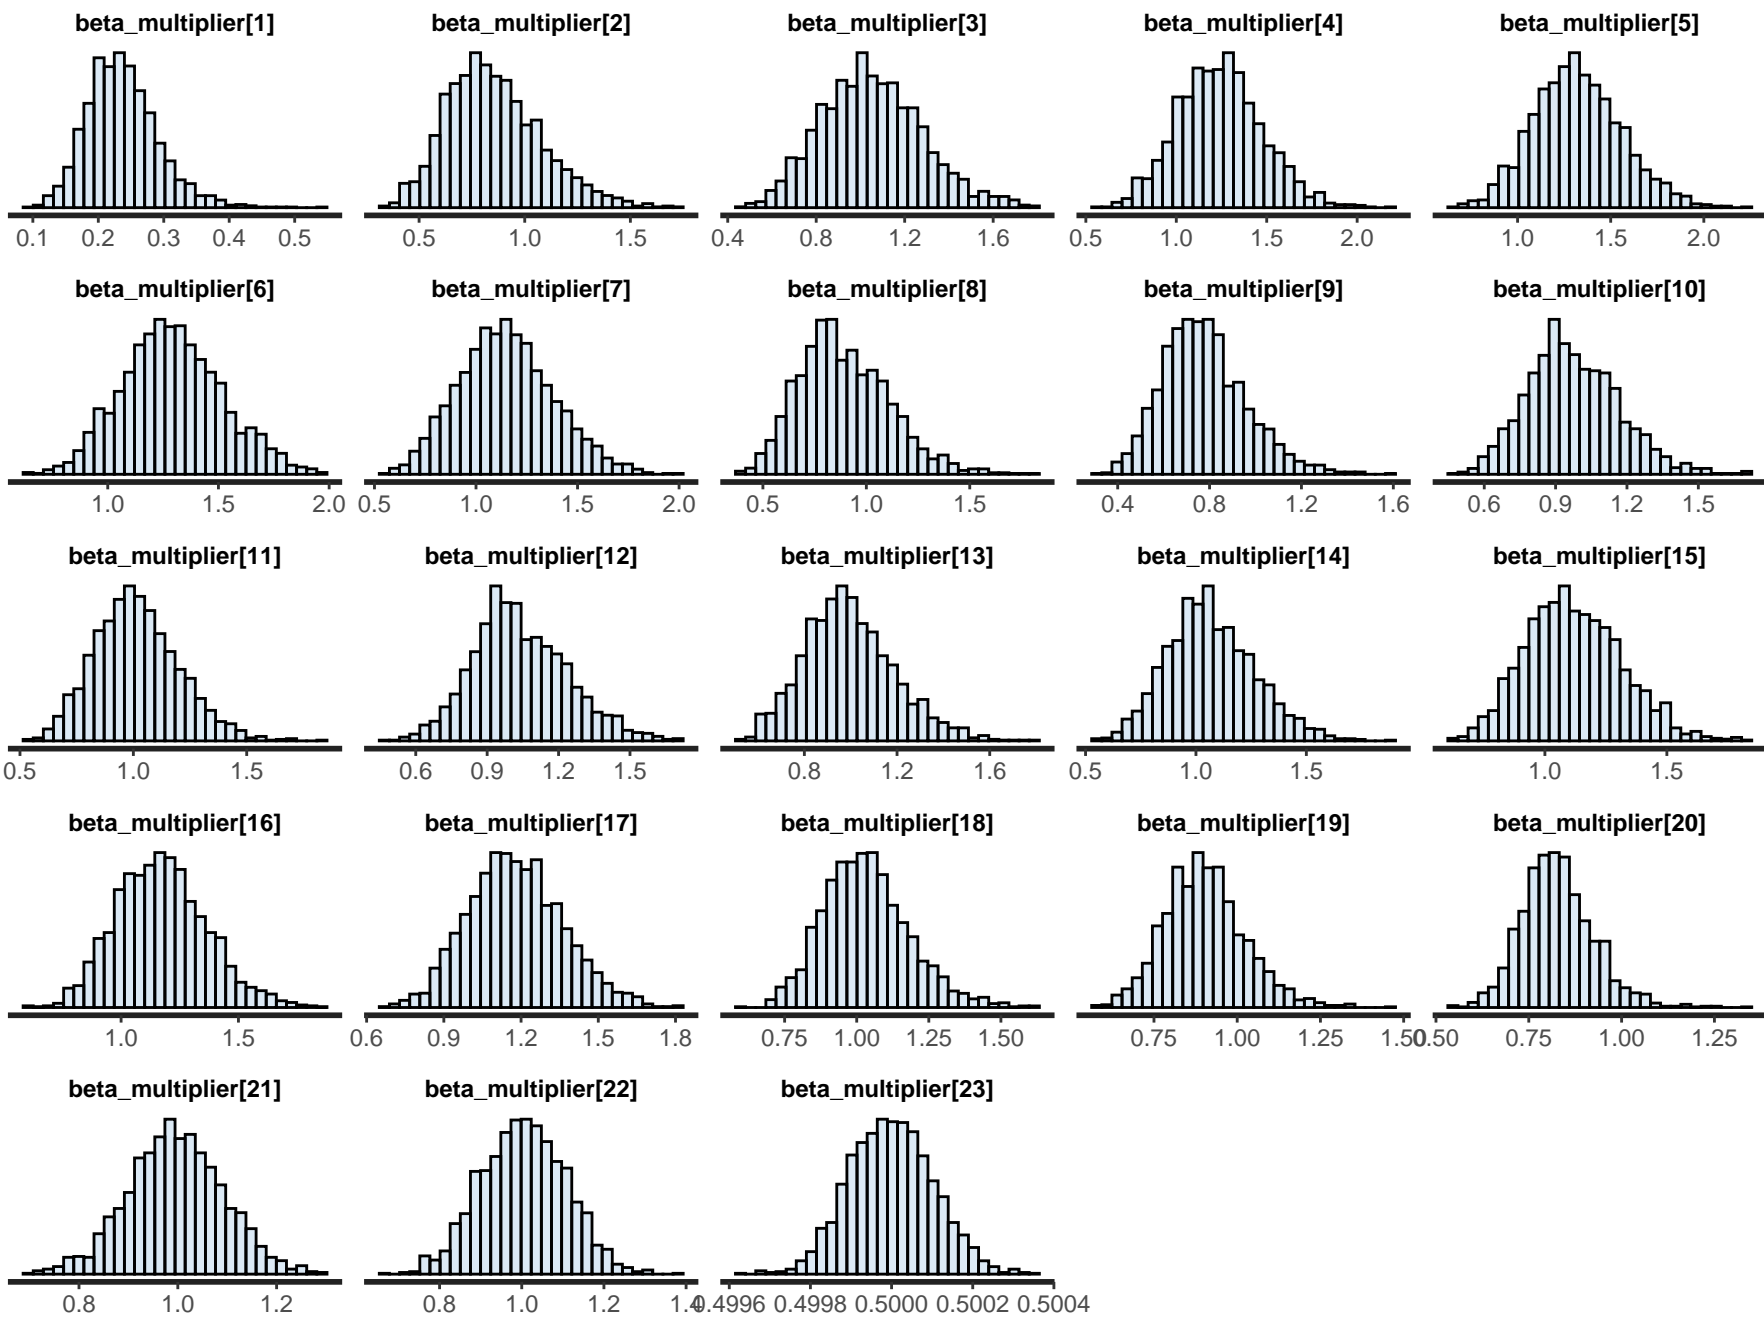 beta_multiplier[1] beta_multiplier[2] beta_multiplier[3] beta_multiplier[4] beta_multiplier[5]
0.1 0.2 0.3 0.4 0.5 0.5 1.0 1.5 0.4 0.8 1.2 1.6 0.5 1.0 1.5 2.0 1.0 1.5 2.0
beta_multiplier[6] beta_multiplier[7] beta_multiplier[8] beta_multiplier[9] beta_multiplier[10]
1.0 1.5 2.0 0.5 1.0 1.5 2.0 0.5 1.0 1.5 0.4 0.8 1.2 1.6 0.6 0.9 1.2 1.5
beta_multiplier[11] beta_multiplier[12] beta_multiplier[13] beta_multiplier[14] beta_multiplier[15]
0.5 1.0 1.5 0.6 0.9 1.2 1.5 0.8 1.2 1.6 0.5 1.0 1.5 1.0 1.5
beta_multiplier[16] beta_multiplier[17] beta_multiplier[18] beta_multiplier[19] beta_multiplier[20]
1.0 1.5 0.6 0.9 1.2 1.5 1.8 0.75 1.00 1.25 1.50 0.75 1.00 1.25 1.50 0.50 0.75 1.00 1.25
beta_multiplier[21] beta_multiplier[22] beta_multiplier[23]
0.8 1.0 1.2 0.8 1.0 1.2 1.4 0.4996 0.4998 0.5000 0.5002 0.5004